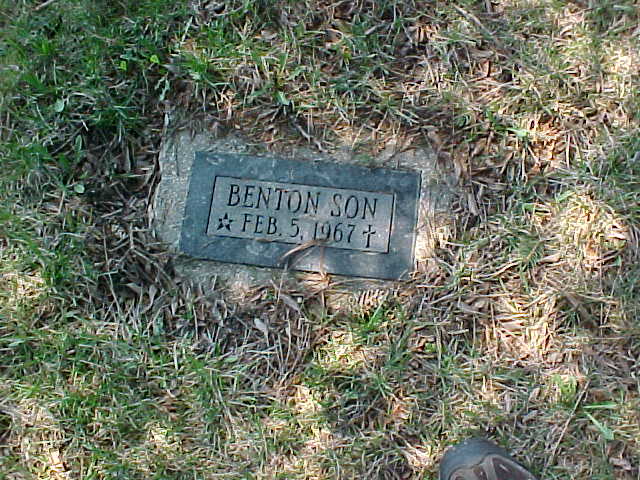 BENTON SON
☆ FEB. 5, 1967 †